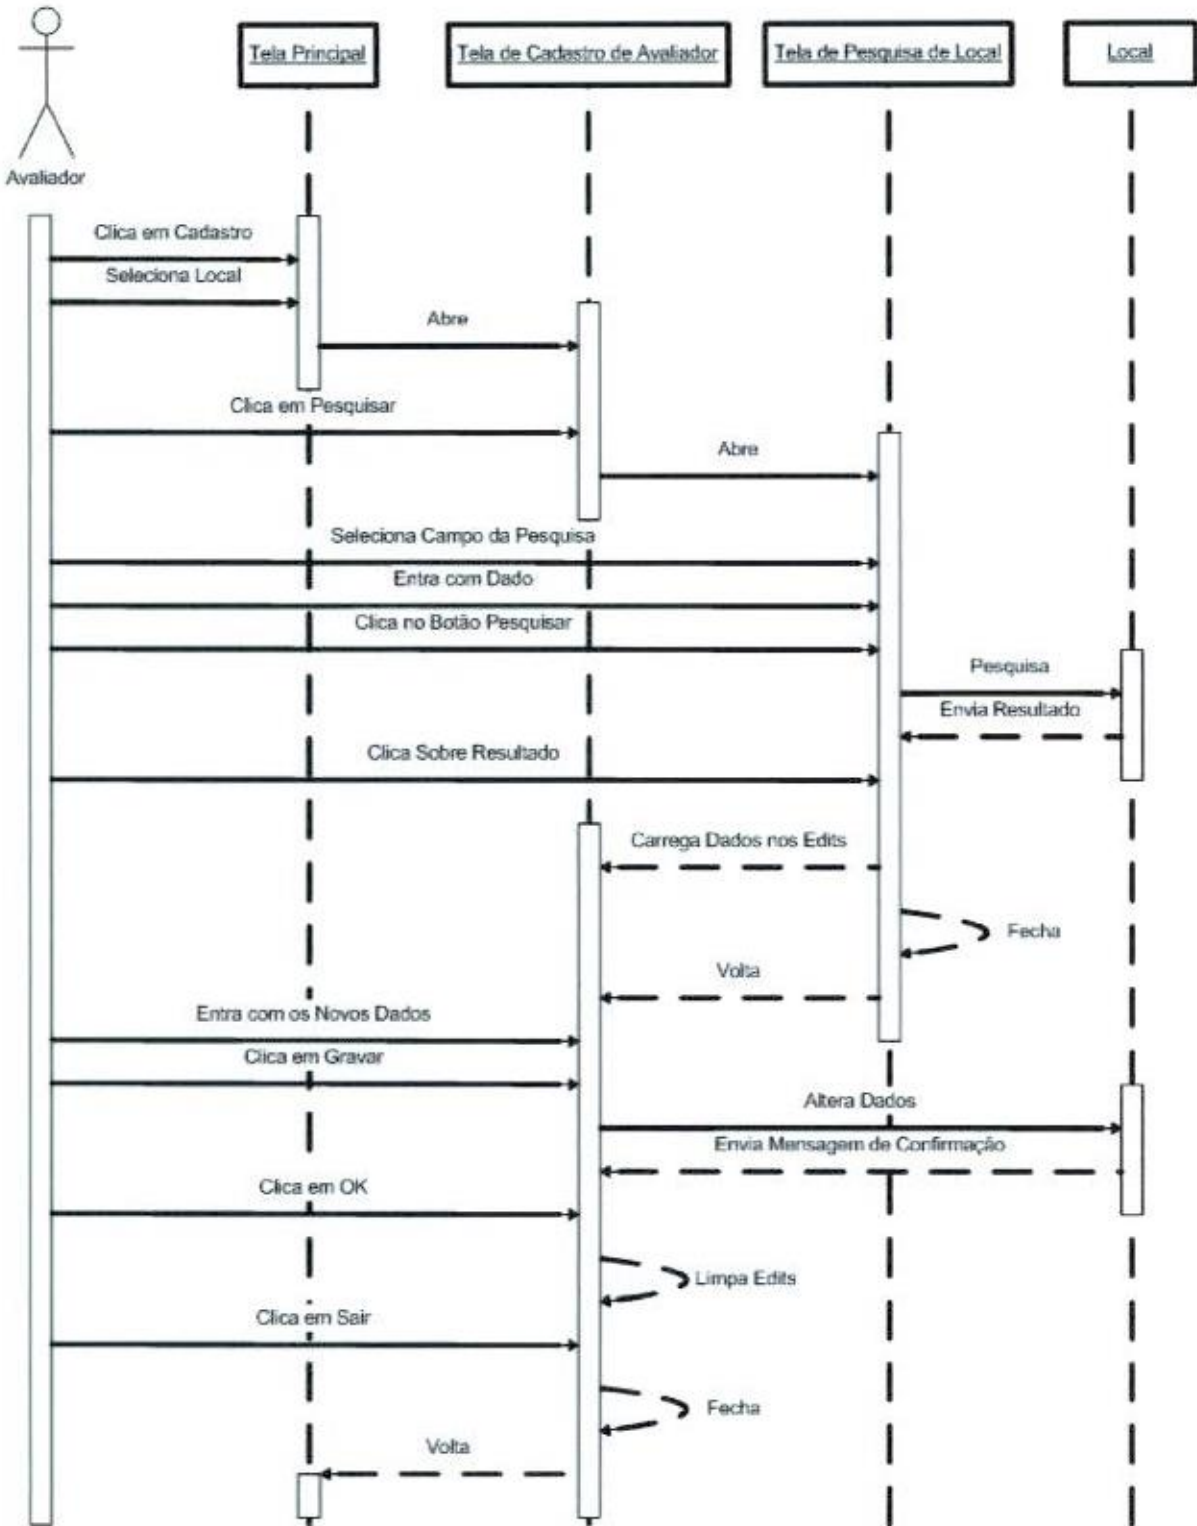 Tela Principal
Tela de Cadastro de Avaliador
Tela de Pesquisa de Local
Local
Avaliador
Clica em Cadastro
Seleciona Local
Abre
Clica em Pesquisar
Abre
Seleciona Campo da Pesquisa
Entra com Dado
Clica no Botão Pesquisar
Pesquisa
Envia Resultado
Clica Sobre Resultado
Carrega Dados nos Edits
Fecha
Volta
Entra com os Novos Dados
Clica em Gravar
Altera Dados
Envia Mensagem de Confirmação
Clica em OK
Limpa Edits
Clica em Sair
Fecha
Volta